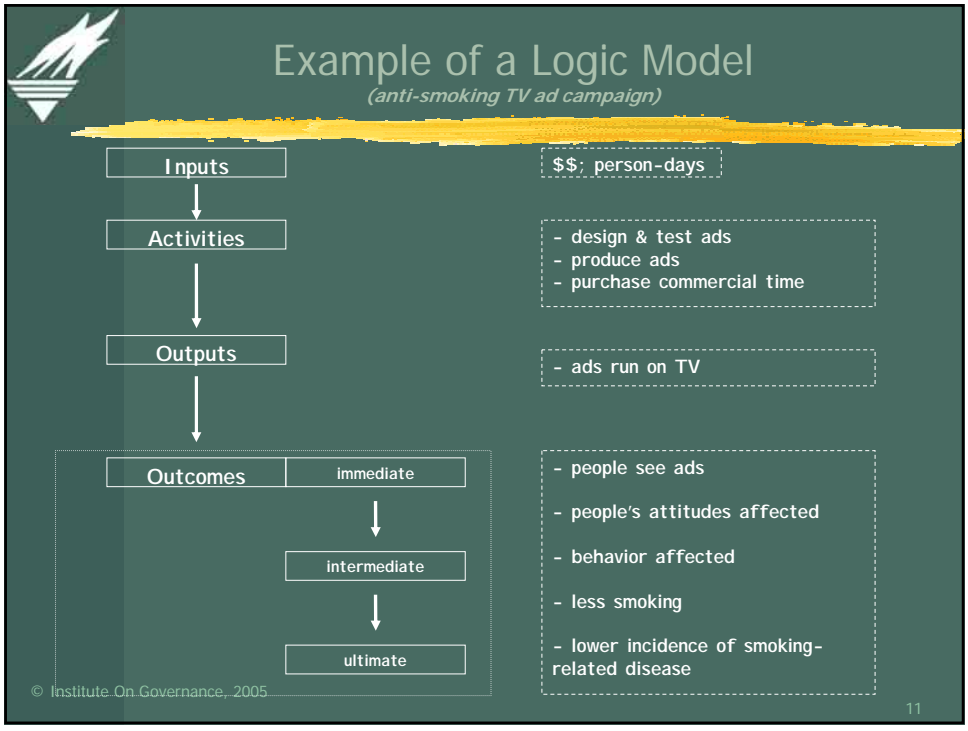 Example of a Logic Model
(anti-smoking TV ad campaign)
Inputs
$$; person-days
Activities
- design & test ads
- produce ads
- purchase commercial time
Outputs
- ads run on TV
Outcomes
immediate
intermediate
ultimate
- people see ads
- people's attitudes affected
- behavior affected
- less smoking
- lower incidence of smoking-
related disease
© Institute On Governance, 2005
11